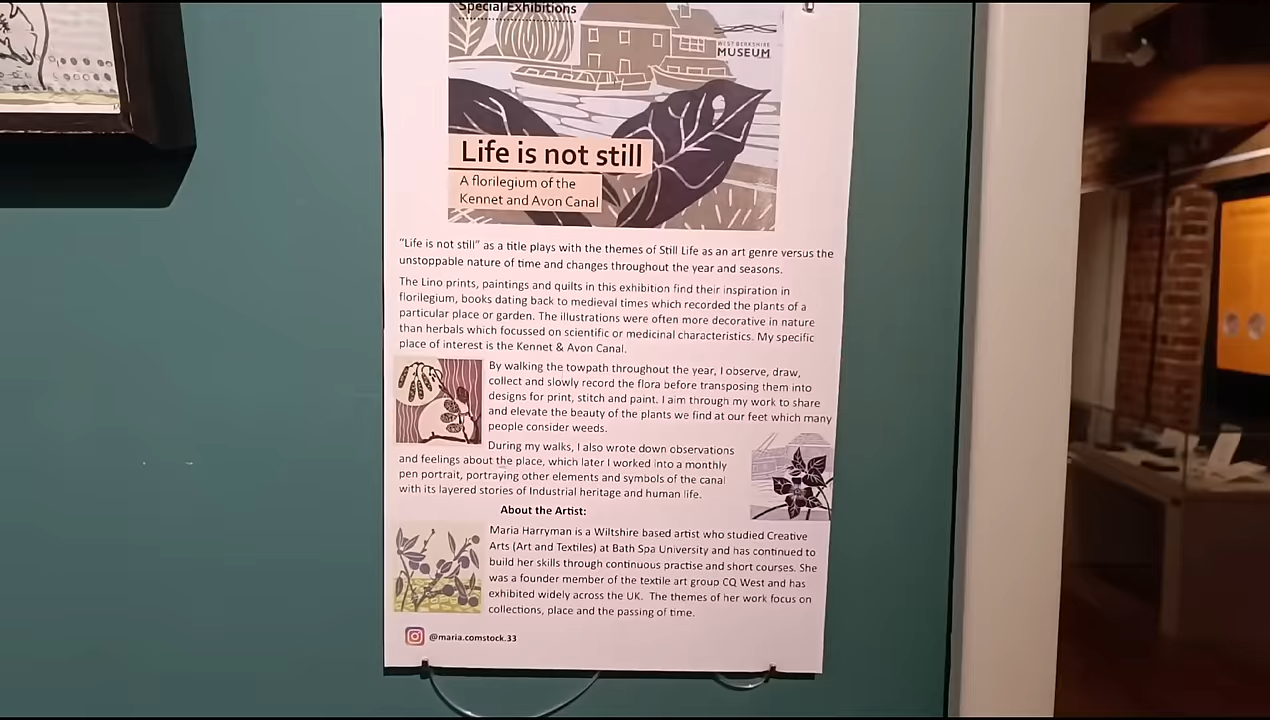 Special Exhibitions
WEST BERKSHIRE
MUSEUM
Life is not still
A florilegium of the
Kennet and Avon Canal
"Life is not still" as a title plays with the themes of Still Life as an art genre versus the
unstoppable nature of time and changes throughout the year and seasons.
The Lino prints, paintings and quilts in this exhibition find their inspiration in
florilegium, books dating back to medieval times which recorded the plants of a
particular place or garden. The illustrations were often more decorative in nature
than herbals which focussed on scientific or medicinal characteristics. My specific
place of interest is the Kennet & Avon Canal.
By walking the towpath throughout the year, I observe, draw,
collect and slowly record the flora before transposing them into
designs for print, stitch and paint. I aim through my work to share
and elevate the beauty of the plants we find at our feet which many
people consider weeds.
During my walks, I also wrote down observations
and feelings about the place, which later I worked into a monthly
pen portrait, portraying other elements and symbols of the canal
with its layered stories of Industrial heritage and human life.
About the Artist:
Maria Harryman is a Wiltshire based artist who studied Creative
Arts (Art and Textiles) at Bath Spa University and has continued to
build her skills through continuous practise and short courses. She
was a founder member of the textile art group CQ West and has
exhibited widely across the UK. The themes of her work focus on
collections, place and the passing of time.
@maria.comstock.33